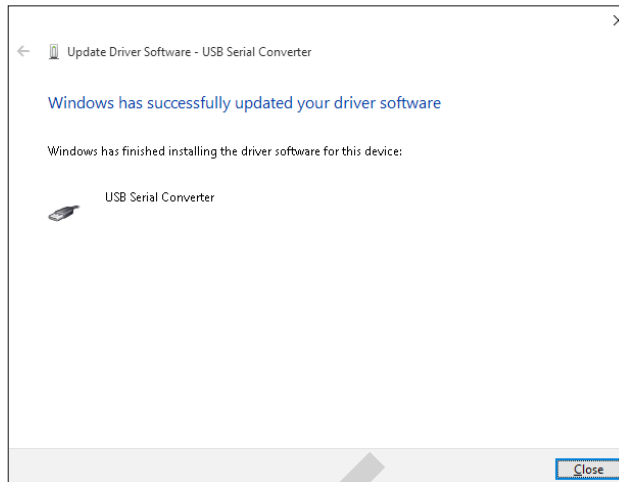 Update Driver Software - USB Serial Converter
Windows has successfully updated your driver software
Windows has finished installing the driver software for this device:
USB Serial Converter
Close